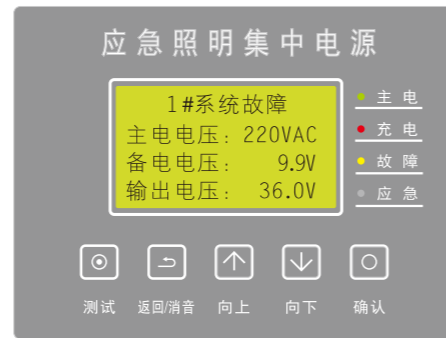 应急照明集中电源
1#系统故障
主电电压: 220VAC
备电电压: 9.9V
输出电压: 36.0V
主电
充电
故障
应急
测试 返回/消音 向上 向下 确认